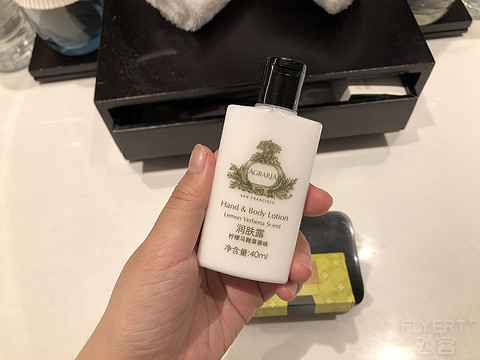 AGRARIA
SAN FRANCISCO
Hand & Body Lotion
Lemon Verbena Scent
润肤露
柠檬马鞭草香味
净含量:40ml
FLYERT
飞客